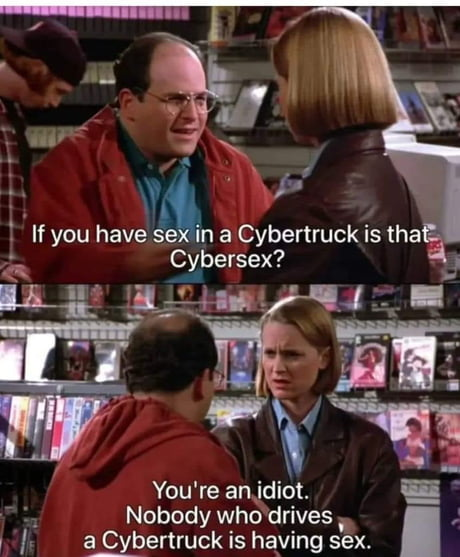 If you have sex in a Cybertruck is that
Cybersex?
You're an idiot.
Nobody who drives
a Cybertruck is having sex.